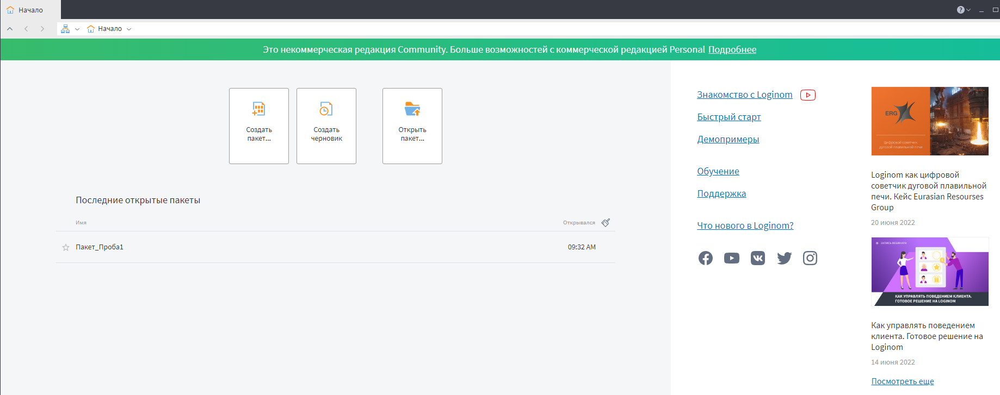 Начало
Начало
Это некоммерческая редакция Community. Больше возможностей с коммерческой редакцией Personal Подробнее
Создать
пакет...
Создать
черновик
Открыть
пакет...
Последние открытые пакеты
Имя
Открывался
Пакет_Проба1
09:32 AM
Знакомство с Loginom
Быстрый старт
Демопримеры
Обучение
Поддержка
Что нового в Loginom?
ERG
Цифровой советчик
дуговой плавильной печи
Loginom как цифровой
советчик дуговой плавильной
печи. Кейс Eurasian Resourses
Group
20 июня 2022
ЗАПИСЬ ВЕБИНАРА
КАК УПРАВЛЯТЬ ПОВЕДЕНИЕМ КЛИЕНТА.
ГОТОВОЕ РЕШЕНИЕ НА LOGINOM
Как управлять поведением
клиента. Готовое решение на
Loginom
14 июня 2022
Посмотреть еще